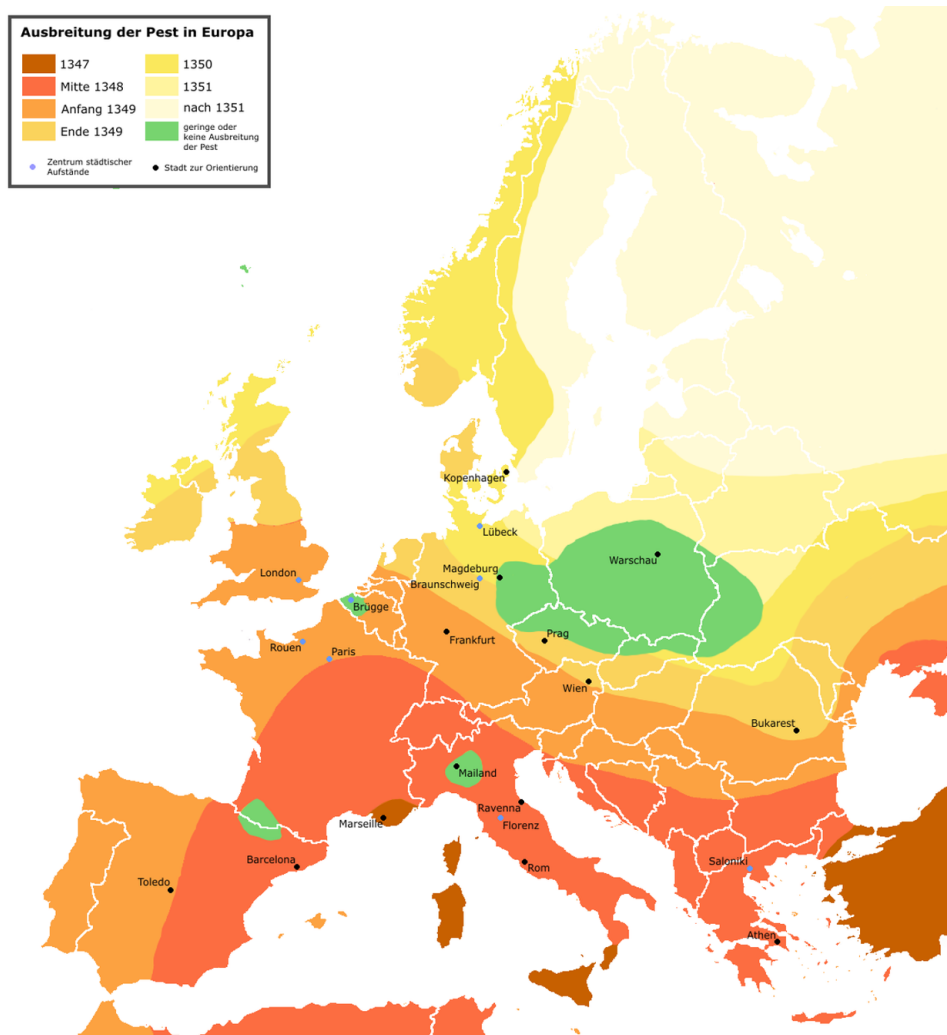 Ausbreitung der Pest in Europa
1347
Mitte 1348
Anfang 1349
Ende 1349
1350
1351
nach 1351
geringe oder
keine Ausbreitung
der Pest
Zentrum städtischer
Aufstände
Stadt zur Orientierung
Kopenhagen
Lübeck
Warschau
Magdeburg
Braunschweig
London
Brügge
Frankfurt
Prag
Rouen
Paris
Wien
Bukarest
Mailand
Ravenna
Marseille
Florenz
Barcelona
Rom
Saloniki
Toledo
Athen